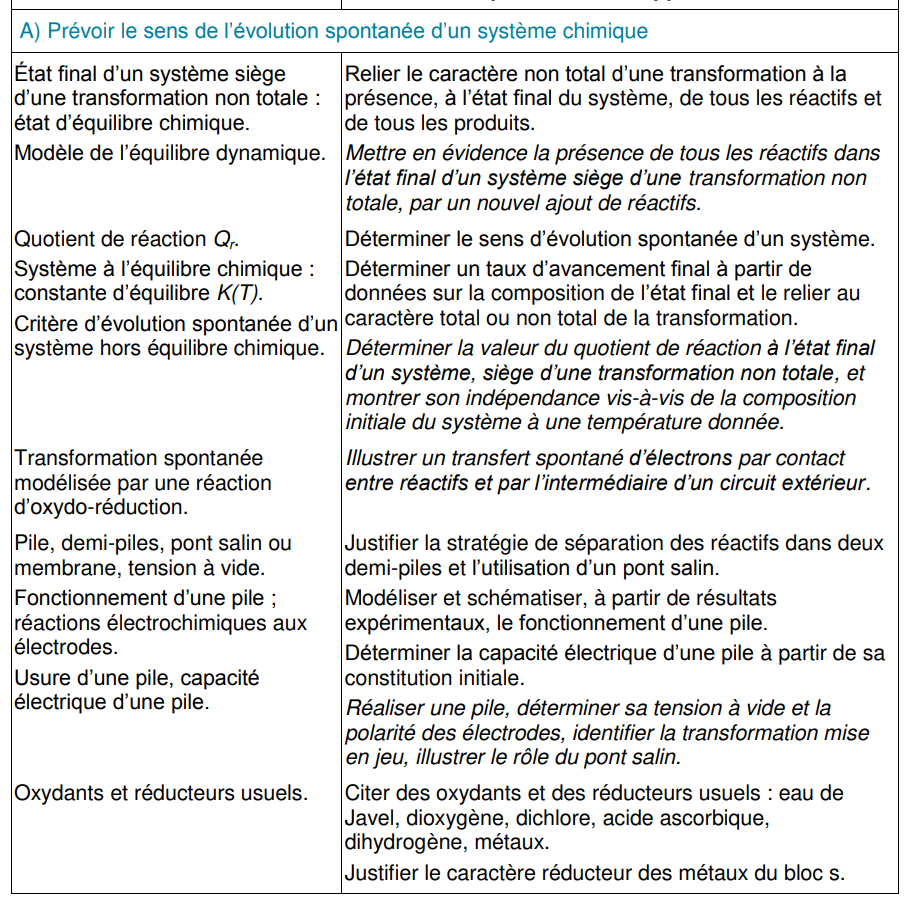 A) Prévoir le sens de l’évolution spontanée d’un système chimique
État final d’un système siège
d’une transformation non totale :
état d’équilibre chimique.
Modèle de l’équilibre dynamique.
Relier le caractère non total d’une transformation à la
présence, à l’état final du système, de tous les réactifs et
de tous les produits.
Mettre en évidence la présence de tous les réactifs dans
l’état final d’un système siège d’une transformation non
totale, par un nouvel ajout de réactifs.
Quotient de réaction Qr.
Système à l’équilibre chimique :
constante d’équilibre K(T).
Critère d’évolution spontanée d’un
système hors équilibre chimique.
Déterminer le sens d’évolution spontanée d’un système.
Déterminer un taux d’avancement final à partir de
données sur la composition de l’état final et le relier au
caractère total ou non total de la transformation.
Déterminer la valeur du quotient de réaction à l’état final
d’un système, siège d’une transformation non totale, et
montrer son indépendance vis-à-vis de la composition
initiale du système à une température donnée.
Transformation spontanée
modélisée par une réaction
d’oxydo-réduction.
Illustrer un transfert spontané d’électrons par contact
entre réactifs et par l’intermédiaire d’un circuit extérieur.
Pile, demi-piles, pont salin ou
membrane, tension à vide.
Fonctionnement d’une pile ;
réactions électrochimiques aux
électrodes.
Usure d’une pile, capacité
électrique d’une pile.
Justifier la stratégie de séparation des réactifs dans deux
demi-piles et l’utilisation d’un pont salin.
Modéliser et schématiser, à partir de résultats
expérimentaux, le fonctionnement d’une pile.
Déterminer la capacité électrique d’une pile à partir de sa
constitution initiale.
Réaliser une pile, déterminer sa tension à vide et la
polarité des électrodes, identifier la transformation mise
en jeu, illustrer le rôle du pont salin.
Oxydants et réducteurs usuels.
Citer des oxydants et des réducteurs usuels : eau de
Javel, dioxygène, dichlore, acide ascorbique,
dihydrogène, métaux.
Justifier le caractère réducteur des métaux du bloc s.